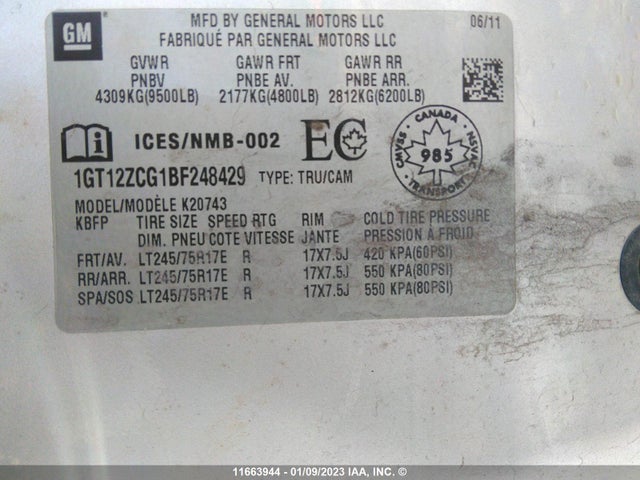 GM
MFD BY GENERAL MOTORS LLC 06/11
FABRIQUÉ PAR GENERAL MOTORS LLC
GVWR GAWR FRT GAWR RR
PNBV PNBE AV. PNBE ARR.
4309KG(9500LB) 2177KG(4800LB) 2812KG(6200LB)
i ICES/NMB-002 EC
CANADA
CMVSS NSVAC
985
TRANSPORT
1GT12ZCG1BF248429 TYPE: TRU/CAM
MODEL/MODÈLE K20743
KBFP TIRE SIZE SPEED RTG RIM COLD TIRE PRESSURE
DIM. PNEU COTE VITESSE JANTE PRESSION A FROID
FRT/AV. LT245/75R17E R 17X7.5J 420 KPA(60PSI)
RR/ARR. LT245/75R17E R 17X7.5J 550 KPA(80PSI)
SPA/SOS LT245/75R17E R 17X7.5J 550 KPA(80PSI)
11663944 - 01/09/2023 IAA, Inc. ©